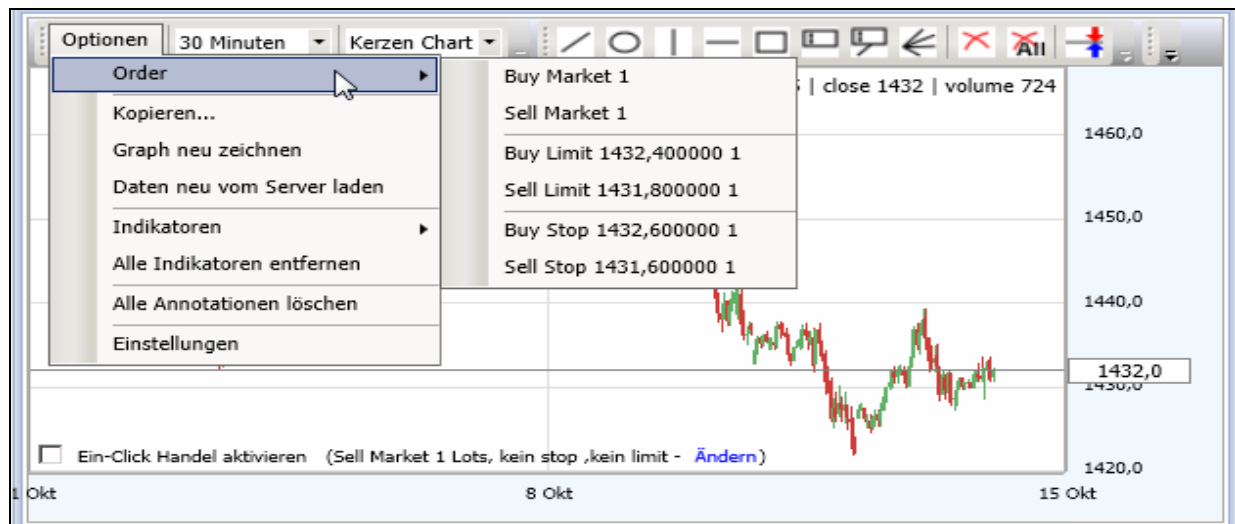 Optionen 30 Minuten Kerzen Chart All
Order
Kopieren...
Graph neu zeichnen
Daten neu vom Server laden
Indikatoren
Alle Indikatoren entfernen
Alle Annotationen löschen
Einstellungen
Buy Market 1
Sell Market 1
Buy Limit 1432,400000 1
Sell Limit 1431,800000 1
Buy Stop 1432,600000 1
Sell Stop 1431,600000 1
| close 1432 | volume 724
1460,0
1450,0
1440,0
1432,0
1430,0
1420,0
Ein-Click Handel aktivieren (Sell Market 1 Lots, kein stop ,kein limit - Ändern)
1 Okt 8 Okt 15 Okt